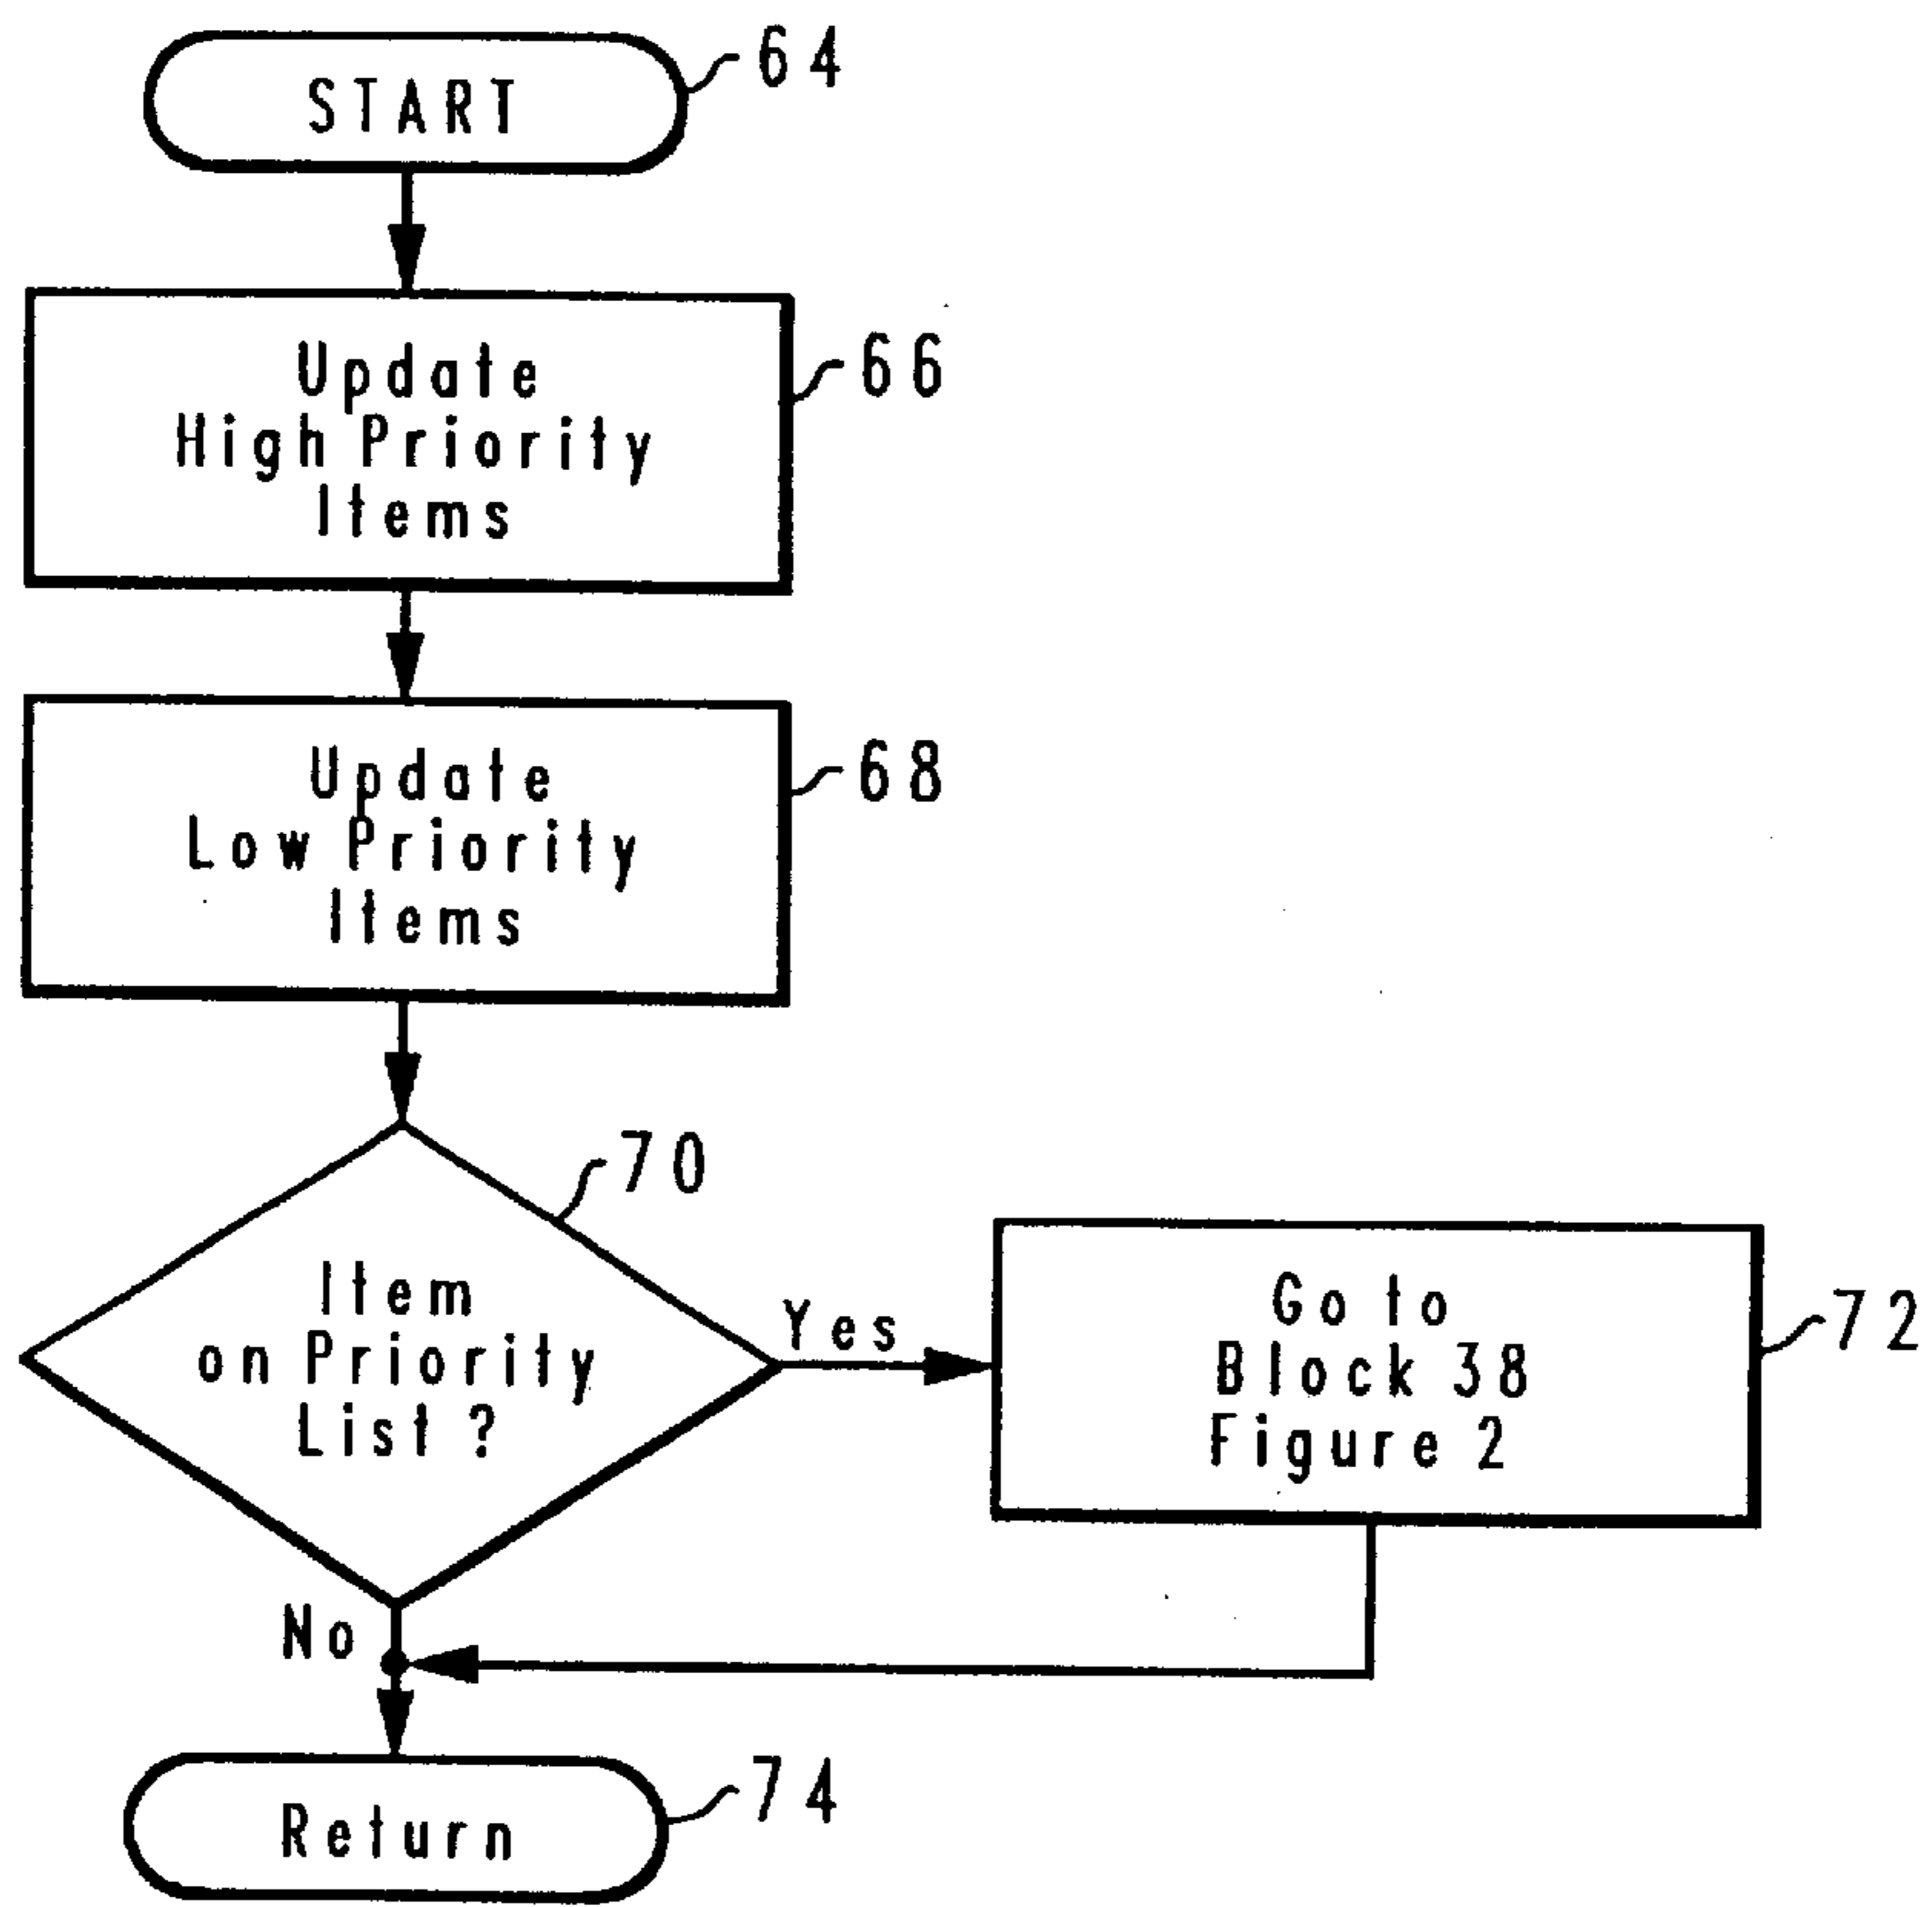 START
64
Update
High Priority
Items
66
Update
Low Priority
Items
68
70
Item
on Priority
List ?
Yes
Go to
Block 38
Figure 2
72
No
Return
74